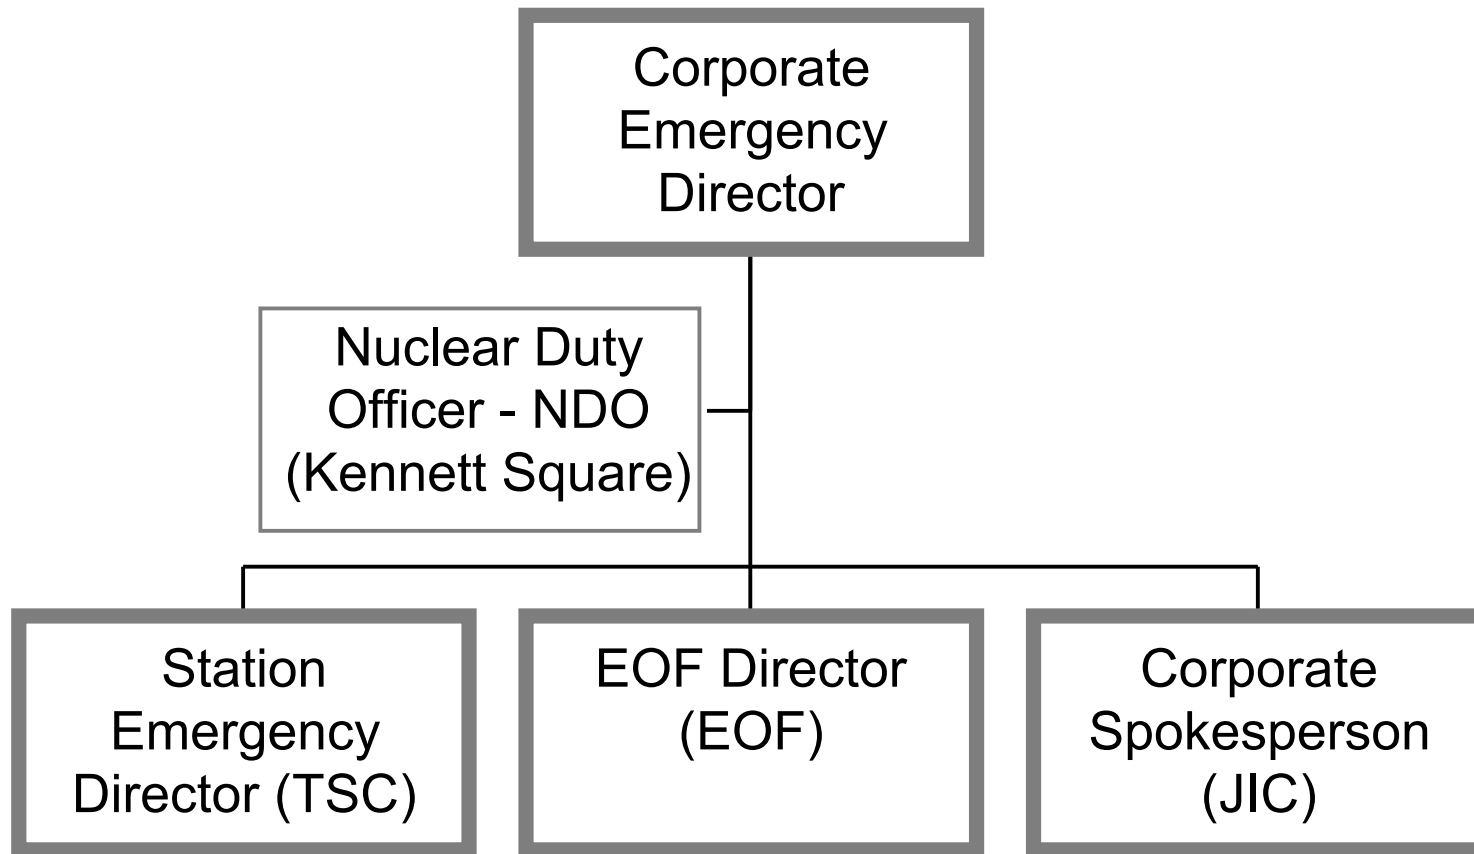 Corporate
Emergency
Director
Nuclear Duty
Officer - NDO
(Kennett Square)
Station
Emergency
Director (TSC)
EOF Director
(EOF)
Corporate
Spokesperson
(JIC)